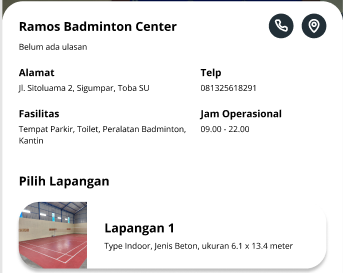 Ramos Badminton Center
Belum ada ulasan
Alamat
Jl. Sitoluama 2, Sigumpar, Toba SU
Telp
081325618291
Fasilitas
Tempat Parkir, Toilet, Peralatan Badminton,
Kantin
Jam Operasional
09.00 - 22.00
Pilih Lapangan
Lapangan 1
Type Indoor, Jenis Beton, ukuran 6.1 x 13.4 meter